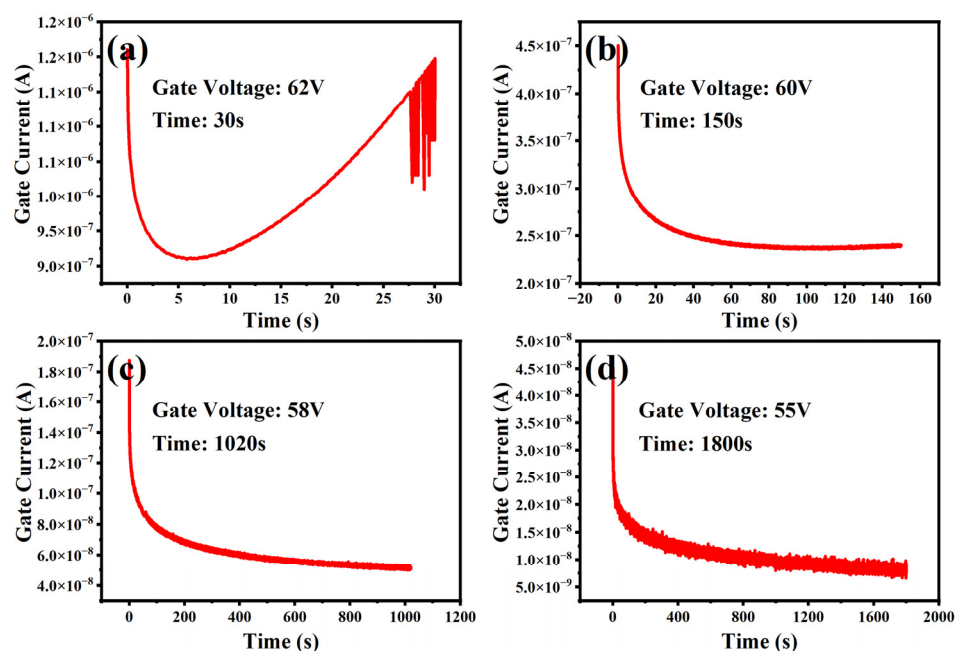 (a)
Gate Voltage: 62V
Time: 30s
Gate Current (A)
1.2×10⁻⁶
1.2×10⁻⁶
1.1×10⁻⁶
1.1×10⁻⁶
1.1×10⁻⁶
1.0×10⁻⁶
9.5×10⁻⁷
9.0×10⁻⁷
0 5 10 15 20 25 30
Time (s)
(b)
Gate Voltage: 60V
Time: 150s
Gate Current (A)
4.5×10⁻⁷
4.0×10⁻⁷
3.5×10⁻⁷
3.0×10⁻⁷
2.5×10⁻⁷
2.0×10⁻⁷
−20 0 20 40 60 80 100 120 140 160
Time (s)
(c)
Gate Voltage: 58V
Time: 1020s
Gate Current (A)
2.0×10⁻⁷
1.8×10⁻⁷
1.6×10⁻⁷
1.4×10⁻⁷
1.2×10⁻⁷
1.0×10⁻⁷
8.0×10⁻⁸
6.0×10⁻⁸
4.0×10⁻⁸
0 200 400 600 800 1000 1200
Time (s)
(d)
Gate Voltage: 55V
Time: 1800s
Gate Current (A)
5.0×10⁻⁸
4.5×10⁻⁸
4.0×10⁻⁸
3.5×10⁻⁸
3.0×10⁻⁸
2.5×10⁻⁸
2.0×10⁻⁸
1.5×10⁻⁸
1.0×10⁻⁸
5.0×10⁻⁹
0 400 800 1200 1600 2000
Time (s)